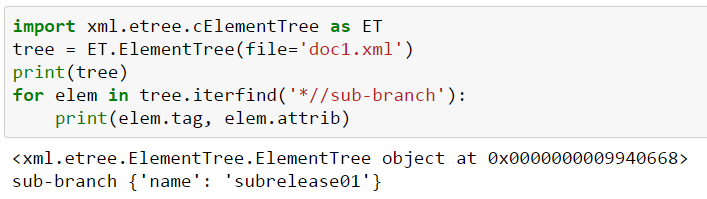 import xml.etree.cElementTree as ET
tree = ET.ElementTree(file='doc1.xml')
print(tree)
for elem in tree.iterfind('*//sub-branch'):
    print(elem.tag, elem.attrib)
<xml.etree.ElementTree.ElementTree object at 0x0000000009940668>
sub-branch {'name': 'subrelease01'}